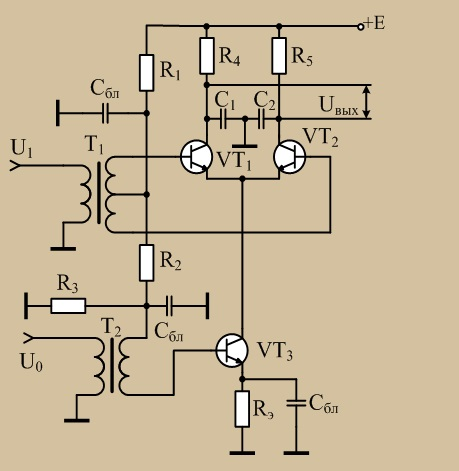 +E
R₁
R₄
R₅
Cбл
C₁
C₂
Uвых
U₁
T₁
VT₁
VT₂
R₂
R₃
T₂
Cбл
U₀
VT₃
Rэ
Cбл